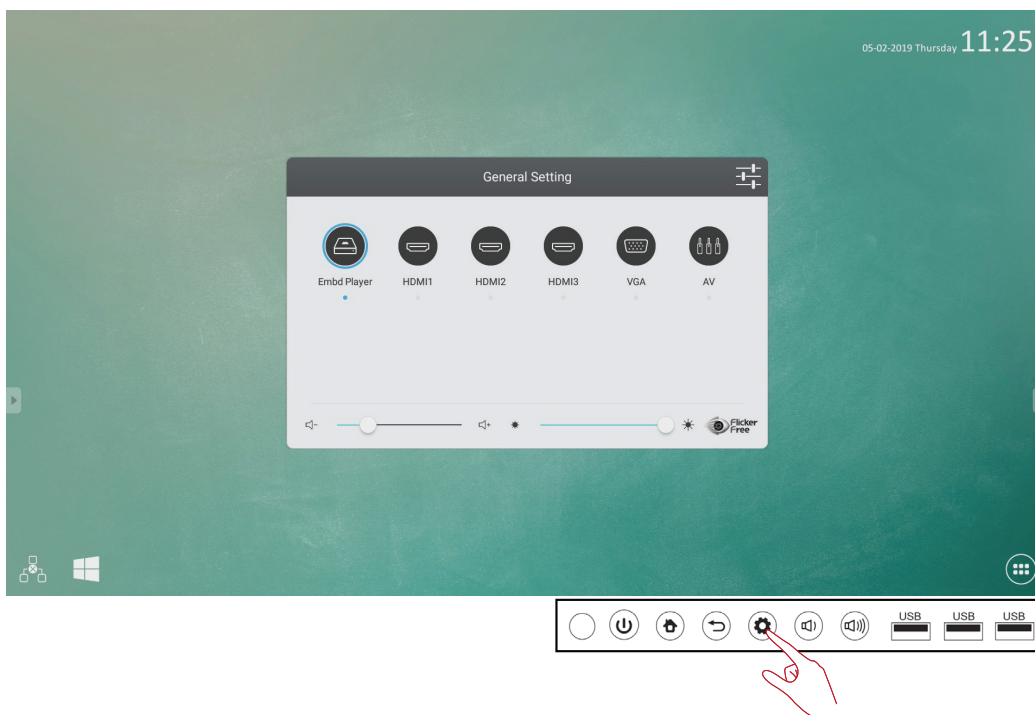 05-02-2019 Thursday 11:25
General Setting
Embd Player HDMI1 HDMI2 HDMI3 VGA AV
Flicker
Free
USB USB USB